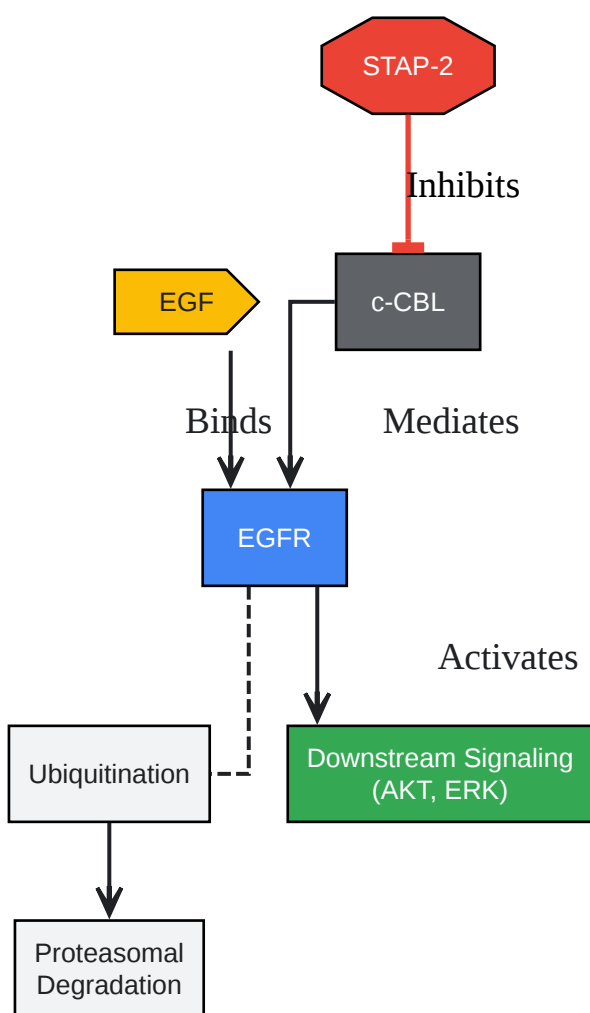 STAP-2
Inhibits
EGF
c-CBL
Binds
Mediates
EGFR
Activates
Ubiquitination
Downstream Signaling
(AKT, ERK)
Proteasomal
Degradation